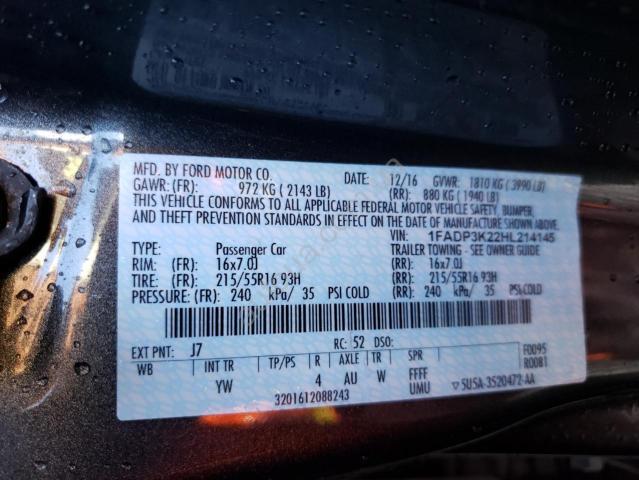 MFD. BY FORD MOTOR CO. DATE: 12/16 GVWR: 1810 KG ( 3990 LB)
GAWR: (FR): 972 KG ( 2143 LB) (RR): 880 KG ( 1940 LB)
THIS VEHICLE CONFORMS TO ALL APPLICABLE FEDERAL MOTOR VEHICLE SAFETY, BUMPER,
AND THEFT PREVENTION STANDARDS IN EFFECT ON THE DATE OF MANUFACTURE SHOWN ABOVE.
VIN: 1FADP3K22HL214145
TYPE: Passenger Car TRAILER TOWING - SEE OWNER GUIDE
RIM: (FR): 16x7.0J (RR): 16x7.0J
TIRE: (FR): 215/55R16 93H (RR): 215/55R16 93H
PRESSURE: (FR): 240 kPa/ 35 PSI COLD (RR): 240 kPa/ 35 PSI COLD
EXT PNT: J7 RC: 52 DSO: F0095
WB INT TR TP/PS R AXLE TR SPR R0081
YW 4 AU W FFFF
UMU ▽ 5U5A-3520472-AA
3201612088243